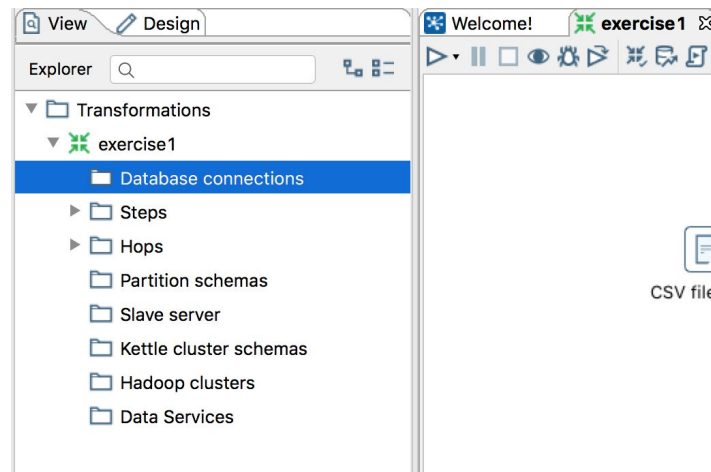 View Design
Welcome! exercise1
Explorer
Transformations
exercise1
Database connections
Steps
Hops
Partition schemas
Slave server
Kettle cluster schemas
Hadoop clusters
Data Services
CSV file